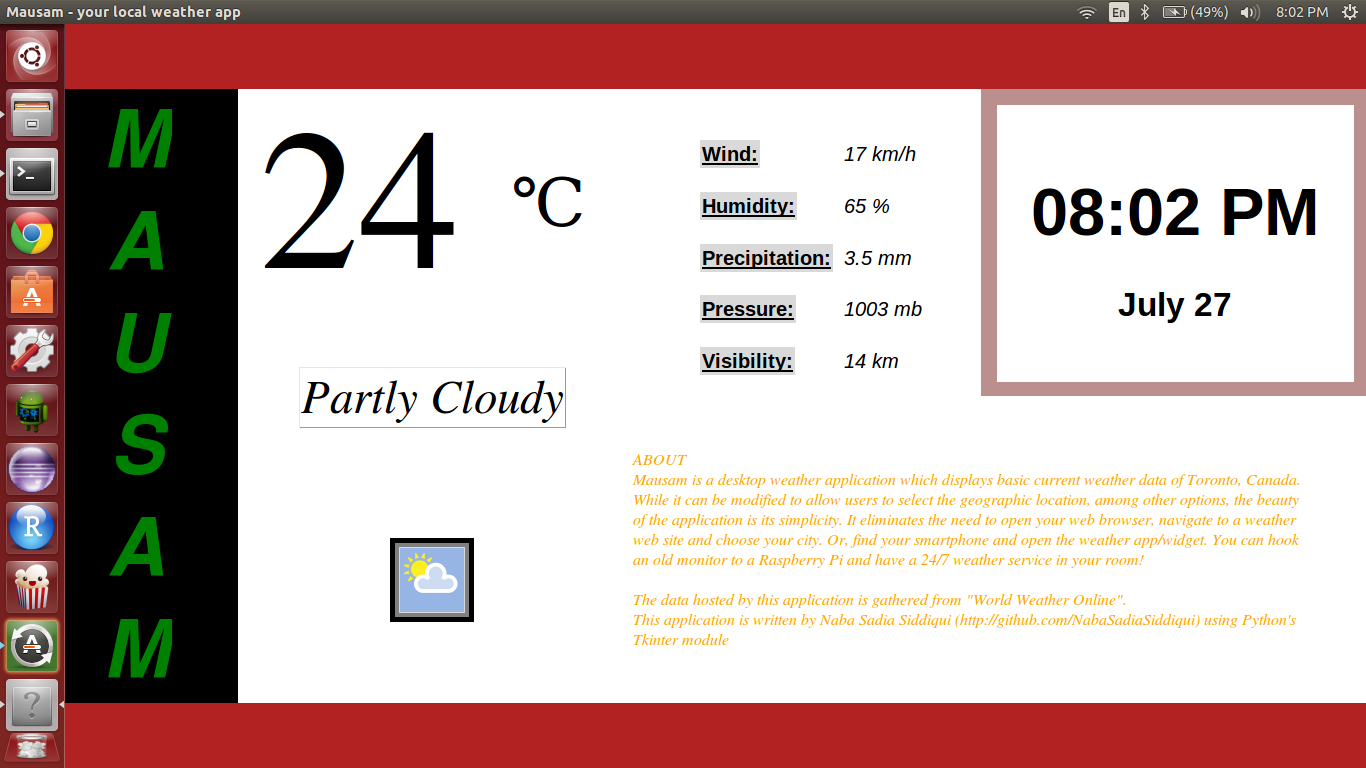 Mausam - your local weather app
En
(49%)
8:02 PM
M
A
U
S
A
M
24 °C
Partly Cloudy
Wind: 17 km/h
Humidity: 65 %
Precipitation: 3.5 mm
Pressure: 1003 mb
Visibility: 14 km
08:02 PM
July 27
ABOUT
Mausam is a desktop weather application which displays basic current weather data of Toronto, Canada.
While it can be modified to allow users to select the geographic location, among other options, the beauty
of the application is its simplicity. It eliminates the need to open your web browser, navigate to a weather
web site and choose your city. Or, find your smartphone and open the weather app/widget. You can hook
an old monitor to a Raspberry Pi and have a 24/7 weather service in your room!
The data hosted by this application is gathered from "World Weather Online".
This application is written by Naba Sadia Siddiqui (http://github.com/NabaSadiaSiddiqui) using Python's
Tkinter module
>_
A
R
A
?